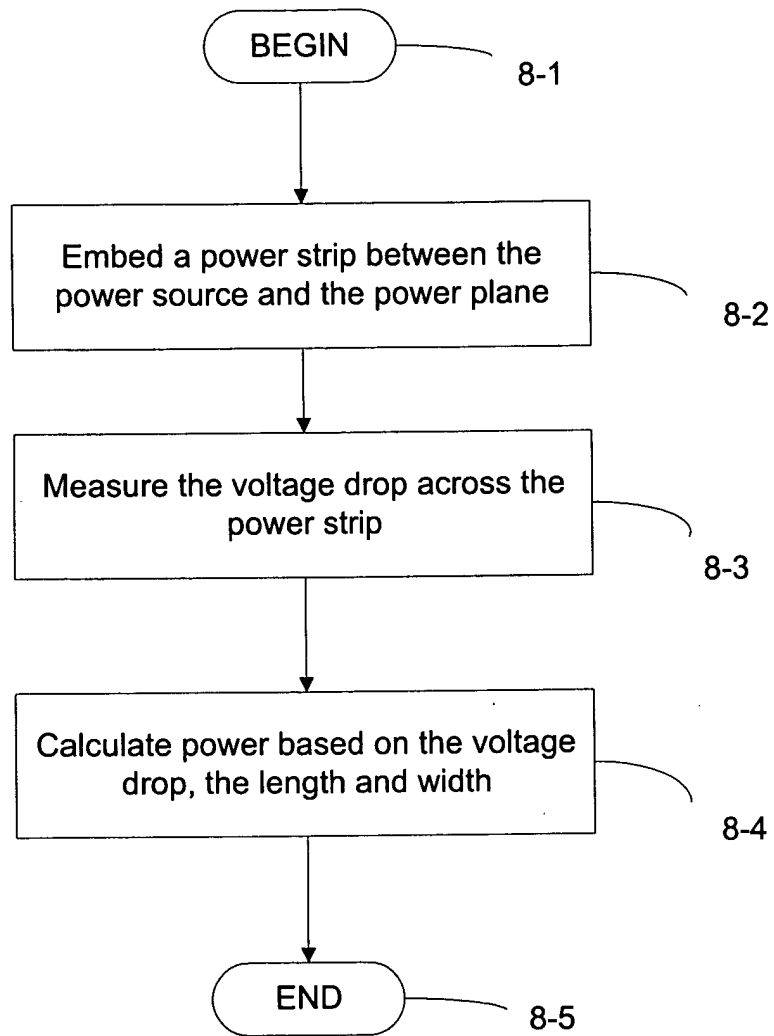 BEGIN
8-1
Embed a power strip between the
power source and the power plane
8-2
Measure the voltage drop across the
power strip
8-3
Calculate power based on the voltage
drop, the length and width
8-4
END
8-5